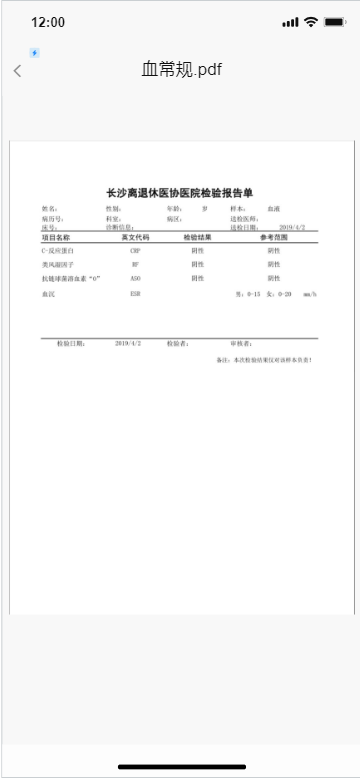 12:00
血常规.pdf
长沙离退休医协医院检验报告单
姓名: 性别: 年龄: 岁 样本: 血液
病历号: 科室: 病区: 送检医师:
床号: 诊断信息: 送检日期: 2019/4/2
项目名称 英文代码 检验结果 参考范围
C-反应蛋白 CRP 阴性 阴性
类风湿因子 RF 阴性 阴性
抗链球菌溶血素“O” ASO 阴性 阴性
血沉 ESR 男:0-15 女:0-20 mm/h
检验日期: 2019/4/2 检验者: 审核者:
备注:本次检验结果仅对该样本负责!